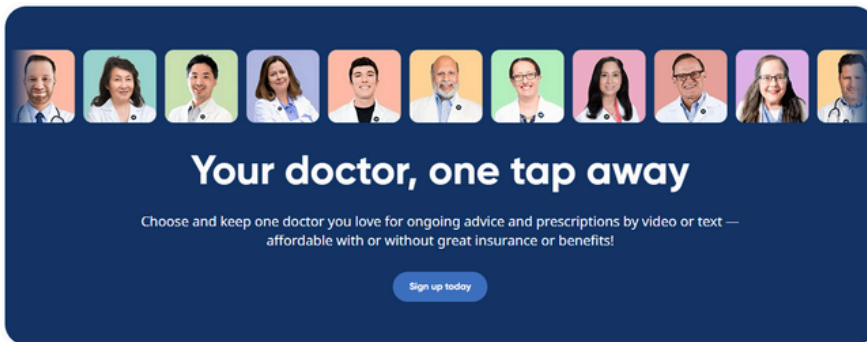 Your doctor, one tap away
Choose and keep one doctor you love for ongoing advice and prescriptions by video or text —
affordable with or without great insurance or benefits!
Sign up today